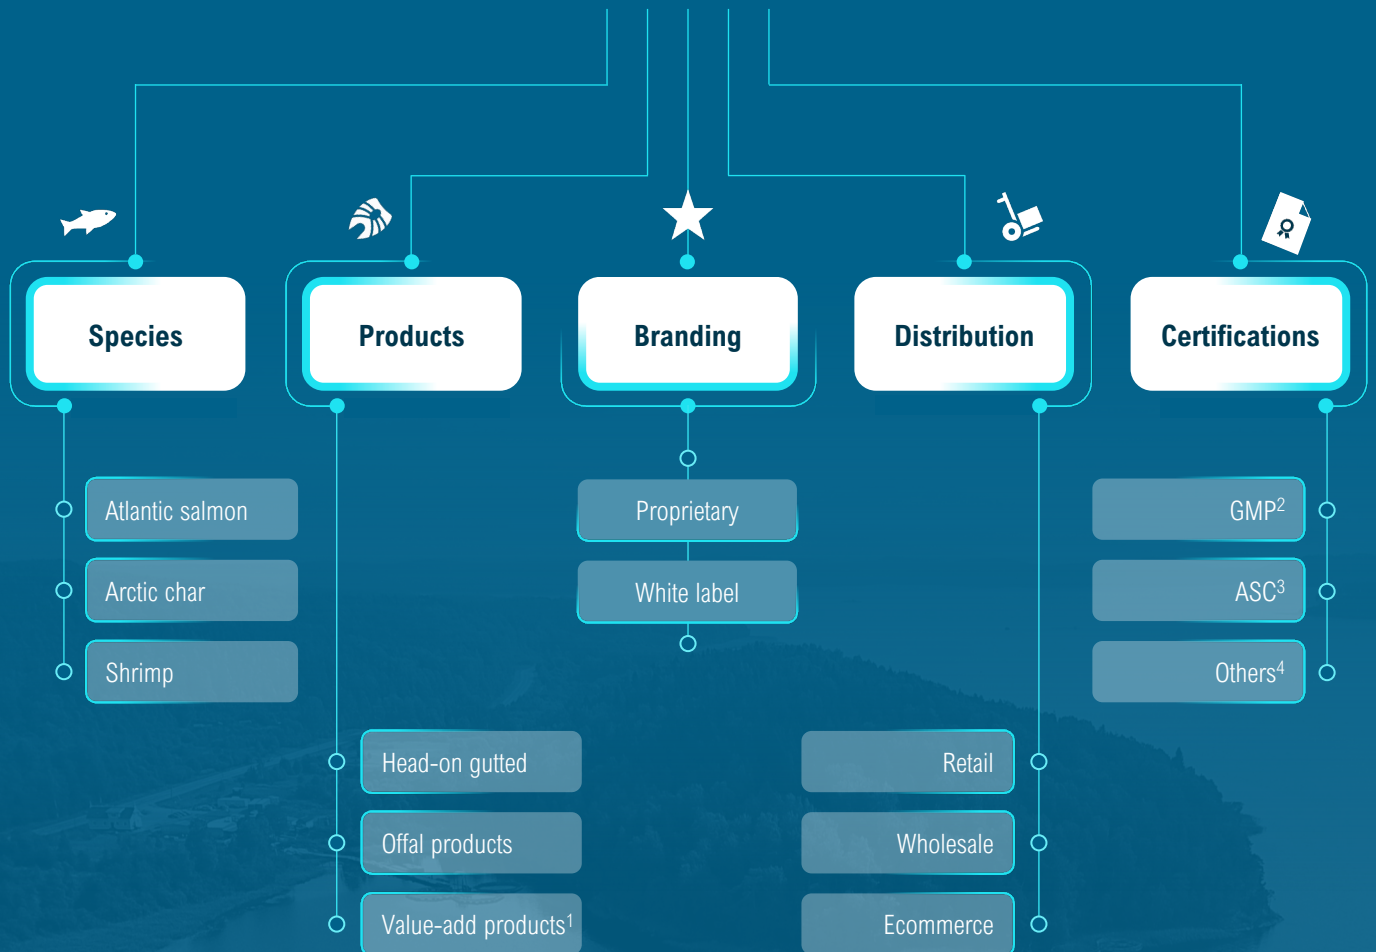 Species
Products
Branding
Distribution
Certifications
Atlantic salmon
Arctic char
Shrimp
Head-on gutted
Offal products
Value-add products¹
Proprietary
White label
Retail
Wholesale
Ecommerce
GMP²
ASC³
Others⁴